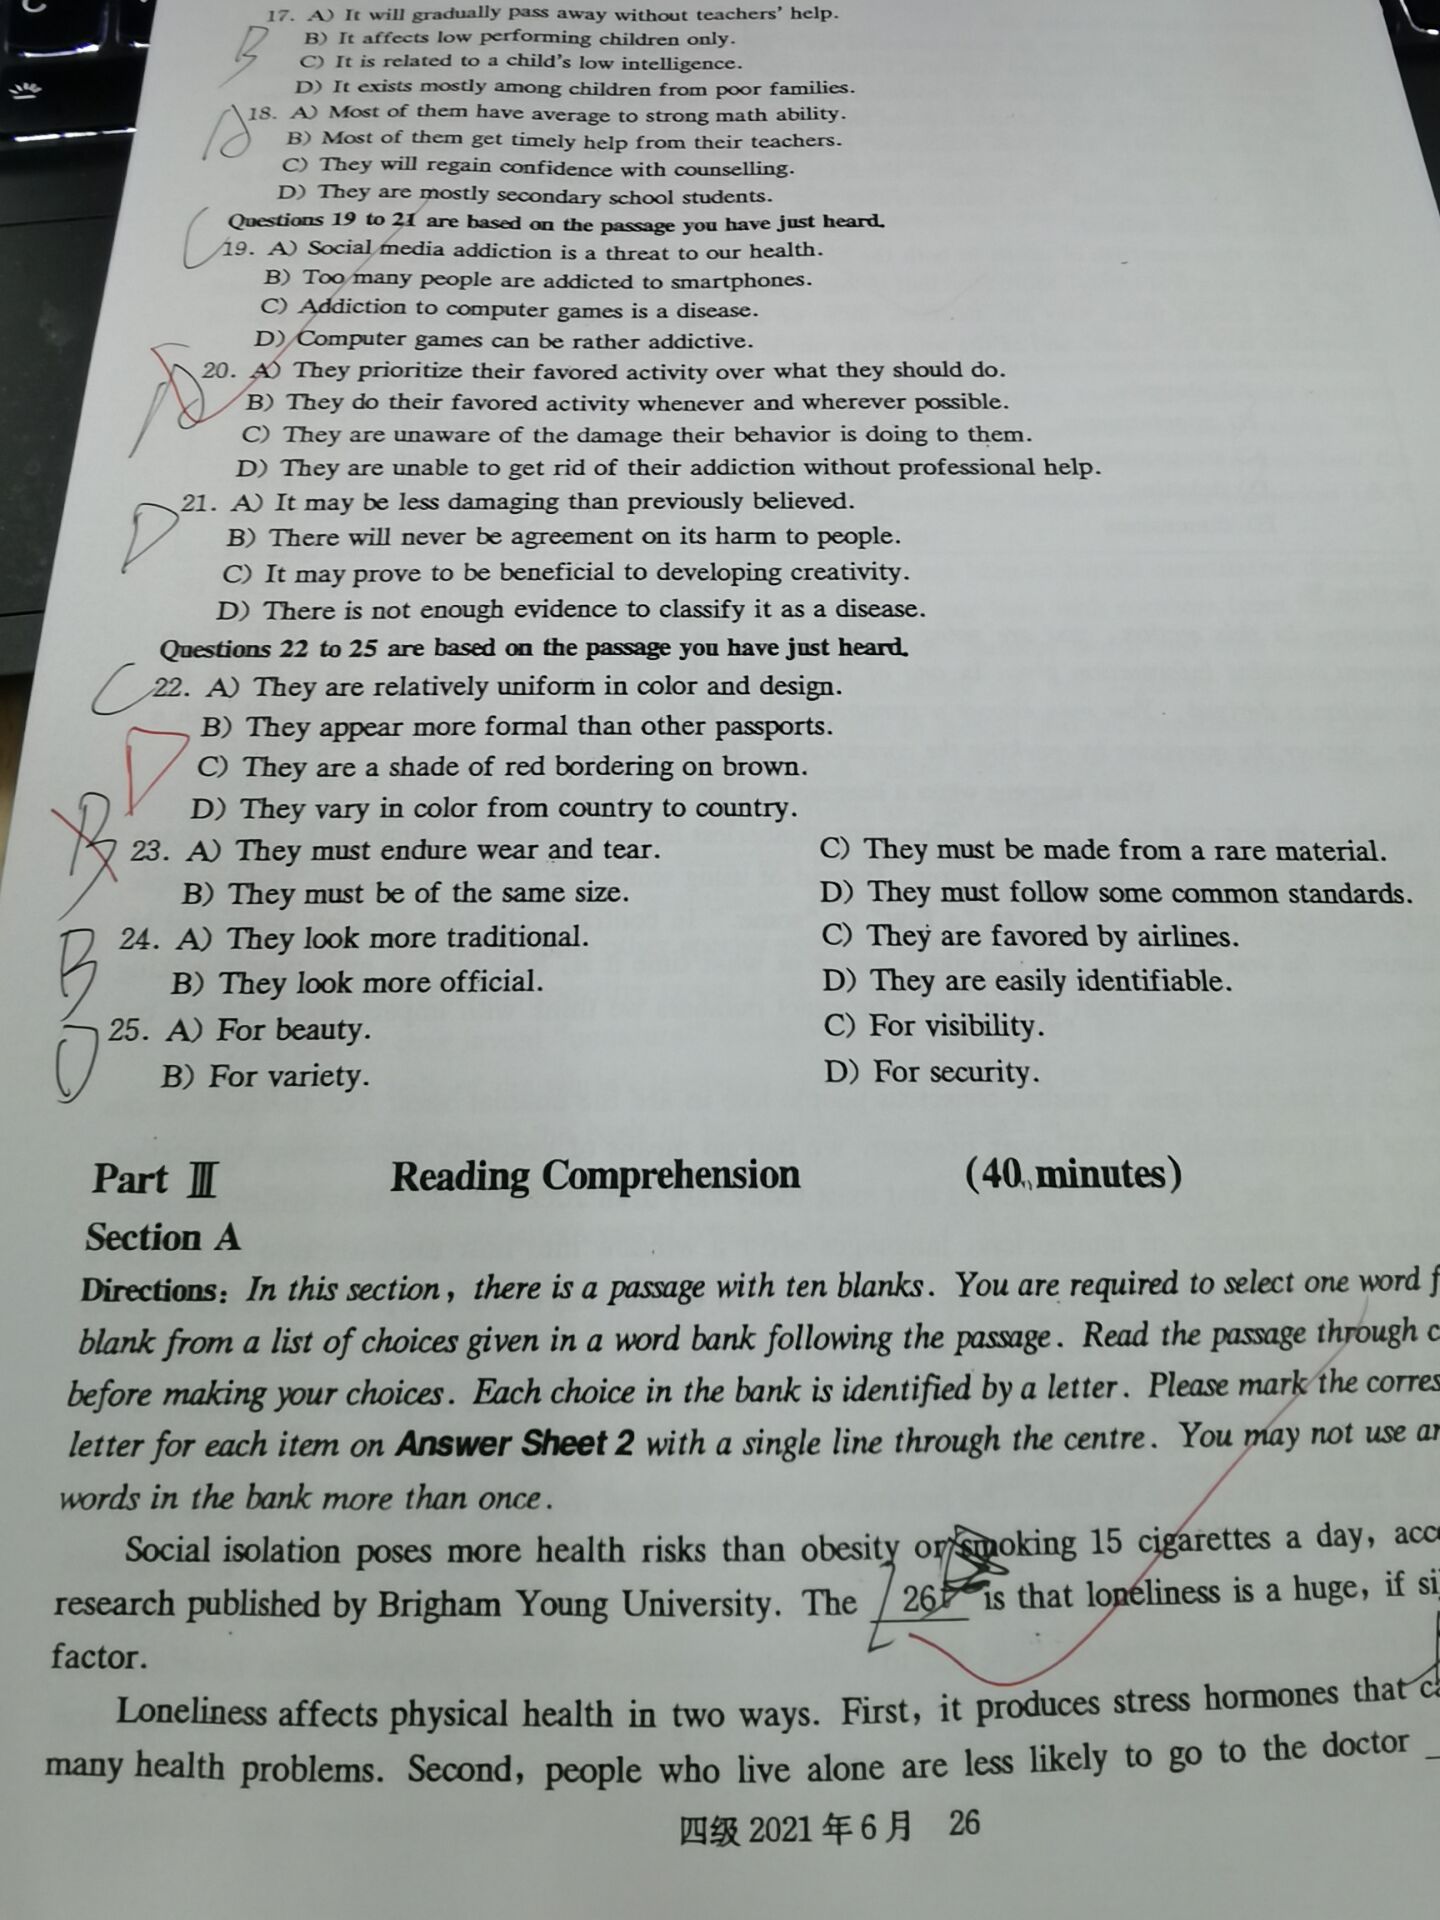 17. A) It will gradually pass away without teachers' help.
B
B) It affects low performing children only.
C) It is related to a child's low intelligence.
D) It exists mostly among children from poor families.
18. A) Most of them have average to strong math ability.
A
B) Most of them get timely help from their teachers.
C) They will regain confidence with counselling.
D) They are mostly secondary school students.
Questions 19 to 21 are based on the passage you have just heard.
C
19. A) Social media addiction is a threat to our health.
B) Too many people are addicted to smartphones.
C) Addiction to computer games is a disease.
D) Computer games can be rather addictive.
A
20. A) They prioritize their favored activity over what they should do.
B) They do their favored activity whenever and wherever possible.
C) They are unaware of the damage their behavior is doing to them.
D) They are unable to get rid of their addiction without professional help.
D
21. A) It may be less damaging than previously believed.
B) There will never be agreement on its harm to people.
C) It may prove to be beneficial to developing creativity.
D) There is not enough evidence to classify it as a disease.
Questions 22 to 25 are based on the passage you have just heard.
C
22. A) They are relatively uniform in color and design.
B) They appear more formal than other passports.
D
C) They are a shade of red bordering on brown.
D) They vary in color from country to country.
B
23. A) They must endure wear and tear. C) They must be made from a rare material.
B) They must be of the same size. D) They must follow some common standards.
B
24. A) They look more traditional. C) They are favored by airlines.
B) They look more official. D) They are easily identifiable.
25. A) For beauty. C) For visibility.
B) For variety. D) For security.
Part Ⅲ Reading Comprehension (40 minutes)
Section A
Directions: In this section, there is a passage with ten blanks. You are required to select one word f
blank from a list of choices given in a word bank following the passage. Read the passage through c
before making your choices. Each choice in the bank is identified by a letter. Please mark the corres
letter for each item on Answer Sheet 2 with a single line through the centre. You may not use an
words in the bank more than once.
Social isolation poses more health risks than obesity or smoking 15 cigarettes a day, acco
research published by Brigham Young University. The 26 is that loneliness is a huge, if si
factor.
Loneliness affects physical health in two ways. First, it produces stress hormones that ca
many health problems. Second, people who live alone are less likely to go to the doctor
四级 2021 年 6 月 26